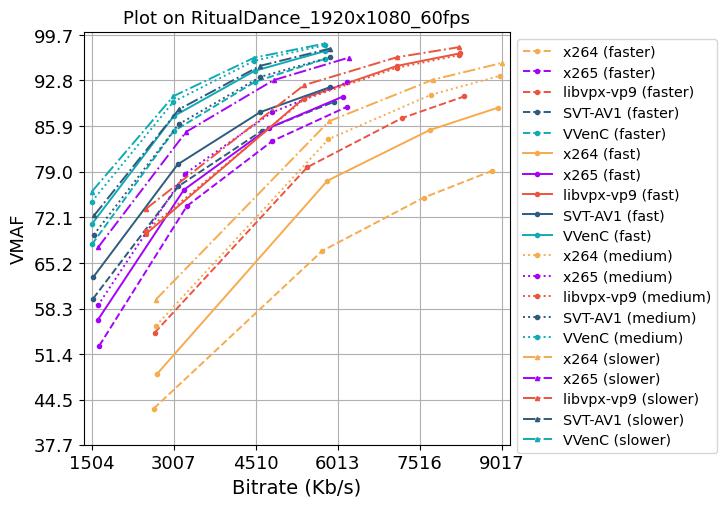 Plot on RitualDance_1920x1080_60fps
99.7
92.8
85.9
79.0
72.1
65.2
58.3
51.4
44.5
37.7
VMAF
1504 3007 4510 6013 7516 9017
Bitrate (Kb/s)
x264 (faster)
x265 (faster)
libvpx-vp9 (faster)
SVT-AV1 (faster)
VVenC (faster)
x264 (fast)
x265 (fast)
libvpx-vp9 (fast)
SVT-AV1 (fast)
VVenC (fast)
x264 (medium)
x265 (medium)
libvpx-vp9 (medium)
SVT-AV1 (medium)
VVenC (medium)
x264 (slower)
x265 (slower)
libvpx-vp9 (slower)
SVT-AV1 (slower)
VVenC (slower)